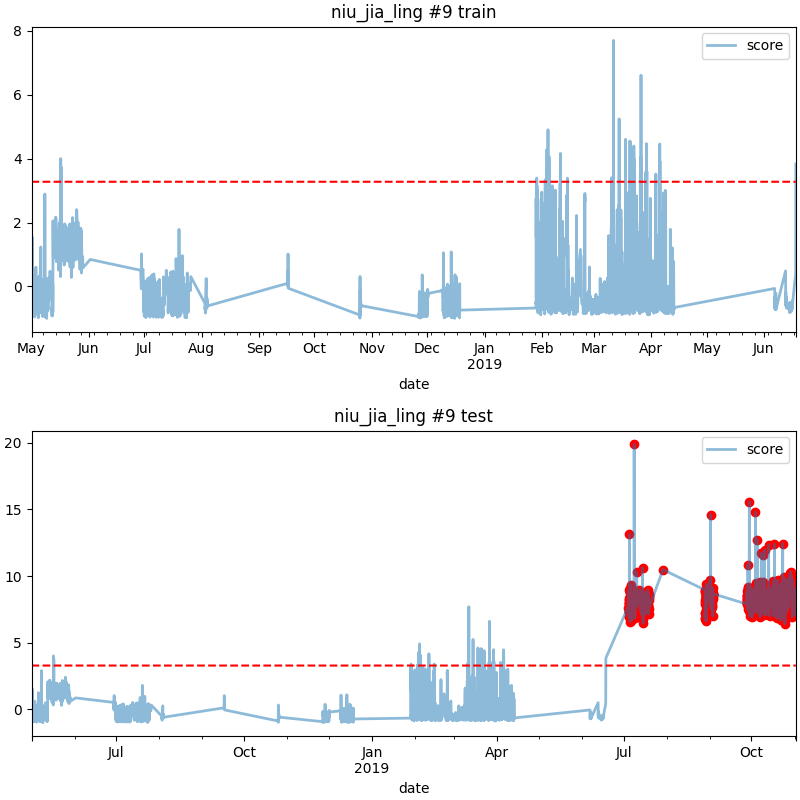 niu_jia_ling #9 train
8
6
4
2
0
score
May Jun Jul Aug Sep Oct Nov Dec Jan Feb Mar Apr May Jun
2019
date
niu_jia_ling #9 test
20
15
10
5
0
score
Jul Oct Jan Apr Jul Oct
2019
date